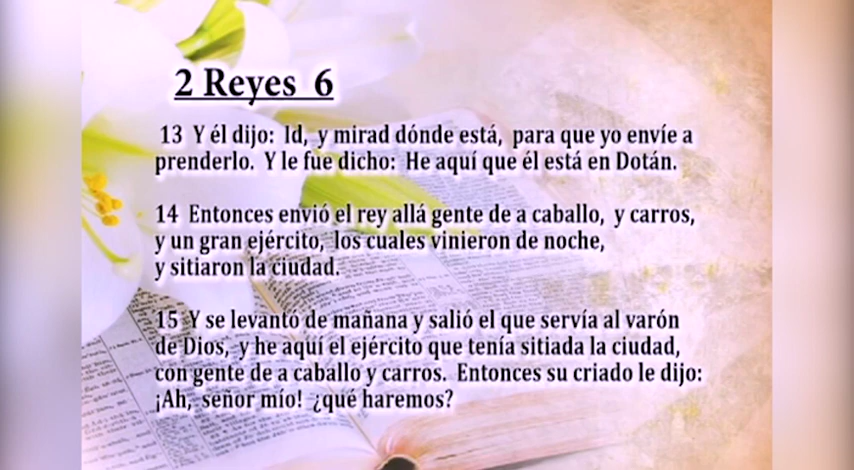 2 Reyes 6
13 Y él dijo: Id, y mirad dónde está, para que yo envíe a
prenderlo. Y le fue dicho: He aquí que él está en Dotán.
14 Entonces envió el rey allá gente de a caballo, y carros,
y un gran ejército, los cuales vinieron de noche,
y sitiaron la ciudad.
15 Y se levantó de mañana y salió el que servía al varón
de Dios, y he aquí el ejército que tenía sitiada la ciudad,
con gente de a caballo y carros. Entonces su criado le dijo:
¡Ah, señor mío! ¿qué haremos?